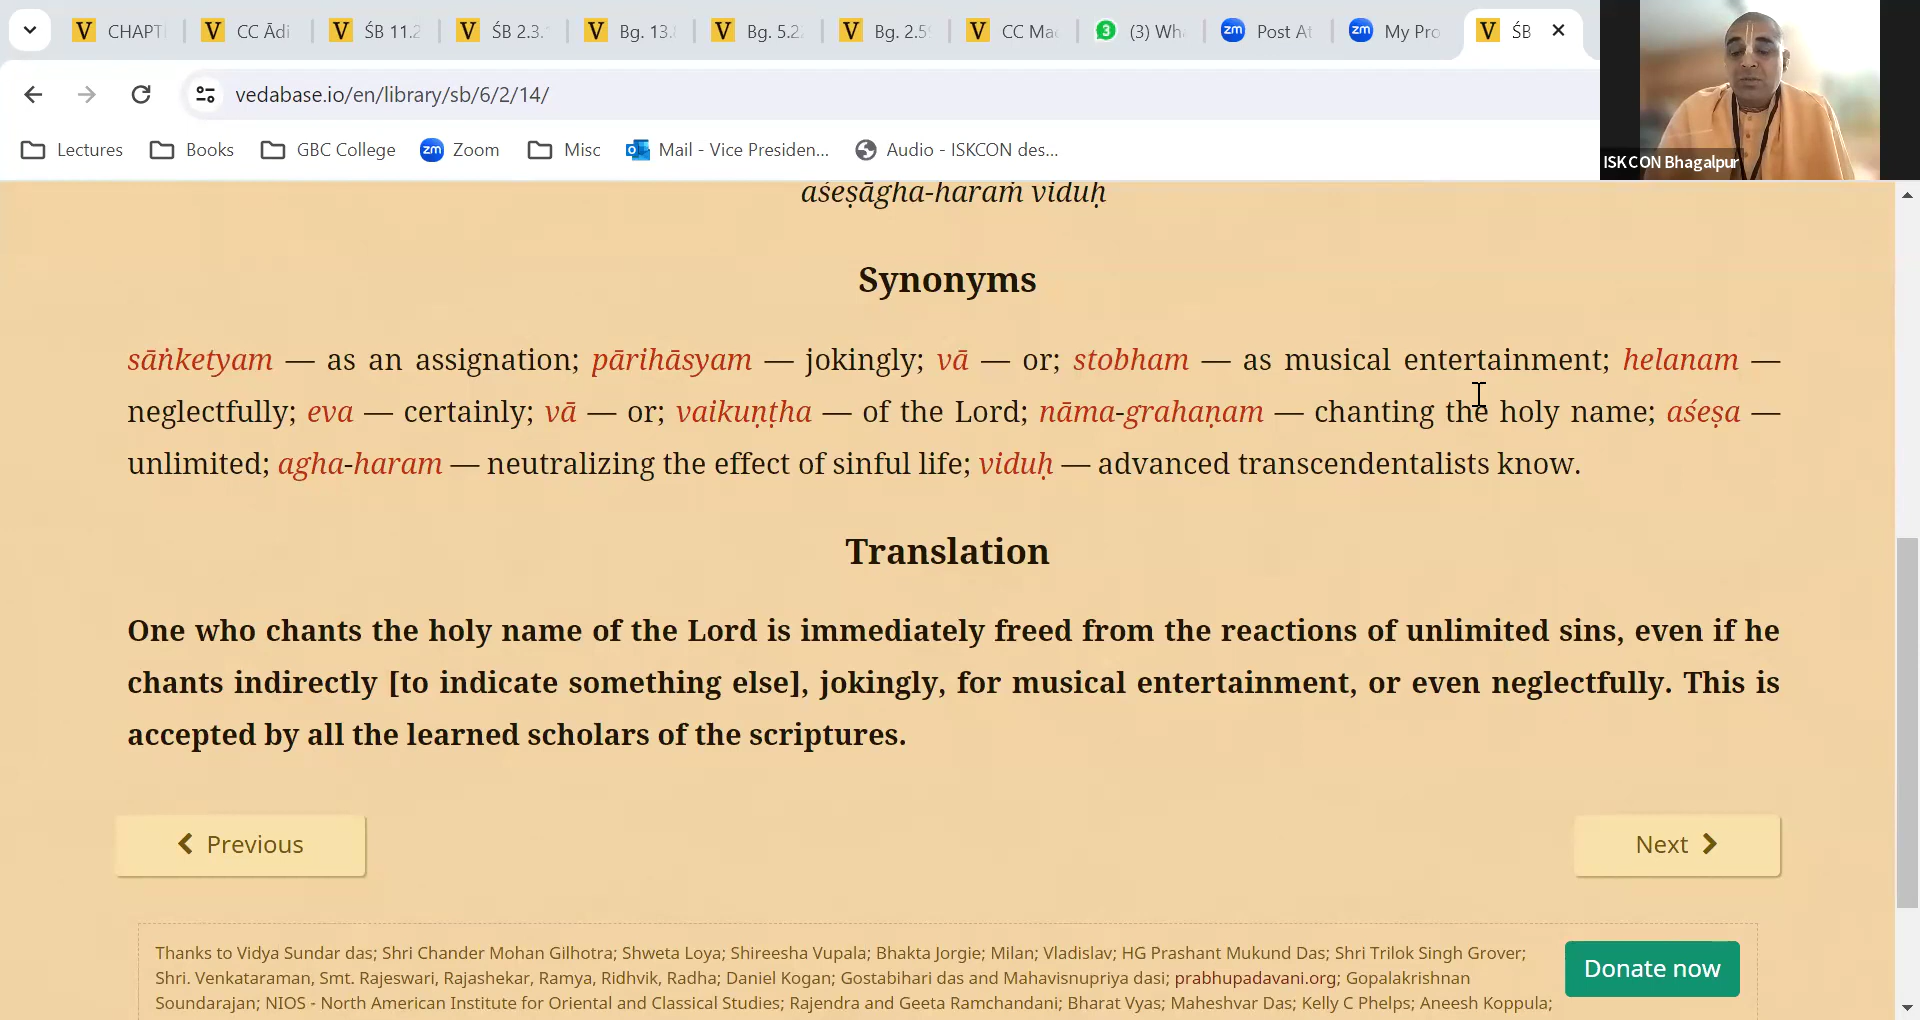 CHAPT CC Ādi ŚB 11.2 ŚB 2.3. Bg. 13. Bg. 5.2 Bg. 2.5 CC Ma (3) Wh Post At My Pro ŚB
vedabase.io/en/library/sb/6/2/14/
Lectures Books GBC College Zoom Misc Mail - Vice Presiden... Audio - ISKCON des...
ISKCON Bhagalpur
aśeṣāgha-haraṁ viduḥ
Synonyms
sāṅketyam — as an assignation; pārihāsyam — jokingly; vā — or; stobham — as musical entertainment; helanam —
neglectfully; eva — certainly; vā — or; vaikuṇṭha — of the Lord; nāma-grahaṇam — chanting the holy name; aśeṣa —
unlimited; agha-haram — neutralizing the effect of sinful life; viduḥ — advanced transcendentalists know.
Translation
One who chants the holy name of the Lord is immediately freed from the reactions of unlimited sins, even if he
chants indirectly [to indicate something else], jokingly, for musical entertainment, or even neglectfully. This is
accepted by all the learned scholars of the scriptures.
Previous Next
Thanks to Vidya Sundar das; Shri Chander Mohan Gilhotra; Shweta Loya; Shireesha Vupala; Bhakta Jorgie; Milan; Vladislav; HG Prashant Mukund Das; Shri Trilok Singh Grover;
Shri. Venkataraman, Smt. Rajeswari, Rajashekar, Ramya, Ridhvik, Radha; Daniel Kogan; Gostabihari das and Mahavisnupriya dasi; prabhupadavani.org; Gopalakrishnan
Soundarajan; NIOS - North American Institute for Oriental and Classical Studies; Rajendra and Geeta Ramchandani; Bharat Vyas; Maheshvar Das; Kelly C Phelps; Aneesh Koppula;
Donate now